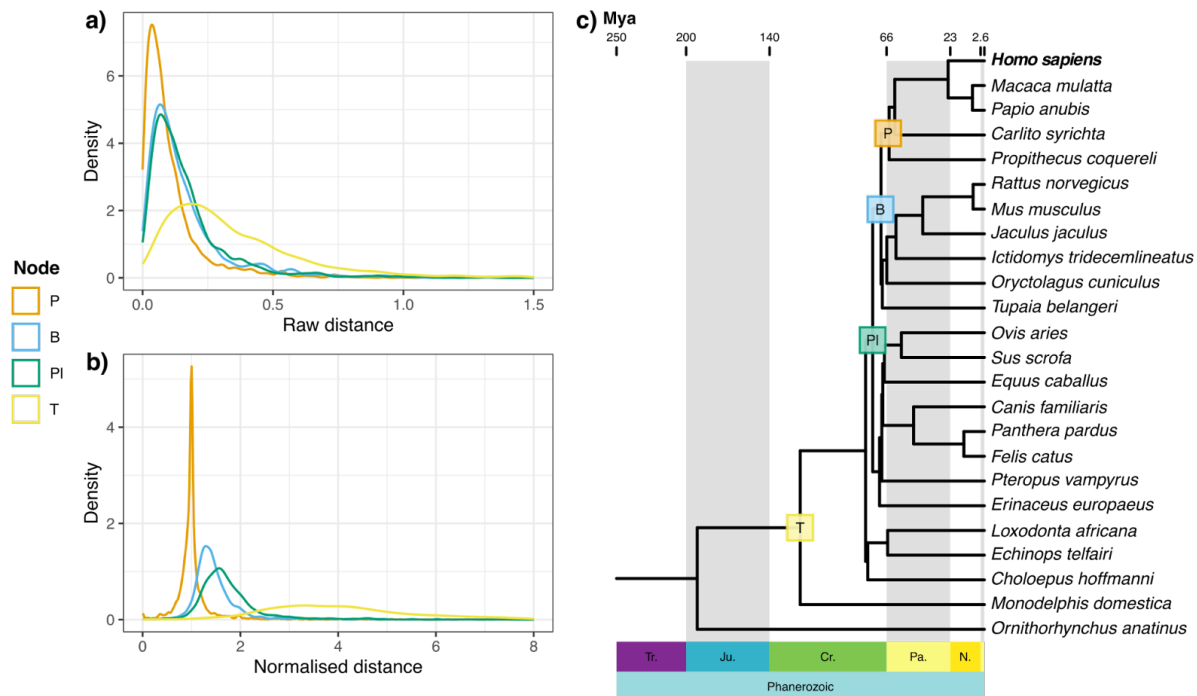 a)
Density
6
4
2
0
0.0
0.5
1.0
1.5
Raw distance
Node
P
B
Pl
T
b)
Density
4
2
0
0
2
4
6
8
Normalised distance
c) Mya
250
200
140
66
23
2.6
Homo sapiens
Macaca mulatta
Papio anubis
P
Carlito syrichta
Propithecus coquereli
Rattus norvegicus
B
Mus musculus
Jaculus jaculus
Ictidomys tridecemlineatus
Oryctolagus cuniculus
Tupaia belangeri
Pl
Ovis aries
Sus scrofa
Equus caballus
Canis familiaris
Panthera pardus
Felis catus
Pteropus vampyrus
Erinaceus europaeus
T
Loxodonta africana
Echinops telfairi
Choloepus hoffmanni
Monodelphis domestica
Ornithorhynchus anatinus
Tr.
Ju.
Cr.
Pa.
N.
Phanerozoic